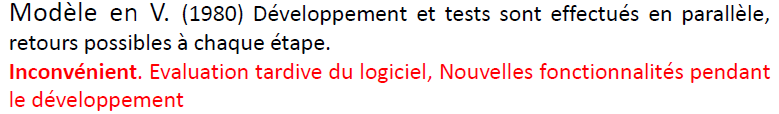 Modèle en V. (1980) Développement et tests sont effectués en parallèle,
retours possibles à chaque étape.
Inconvénient. Evaluation tardive du logiciel, Nouvelles fonctionnalités pendant
le développement